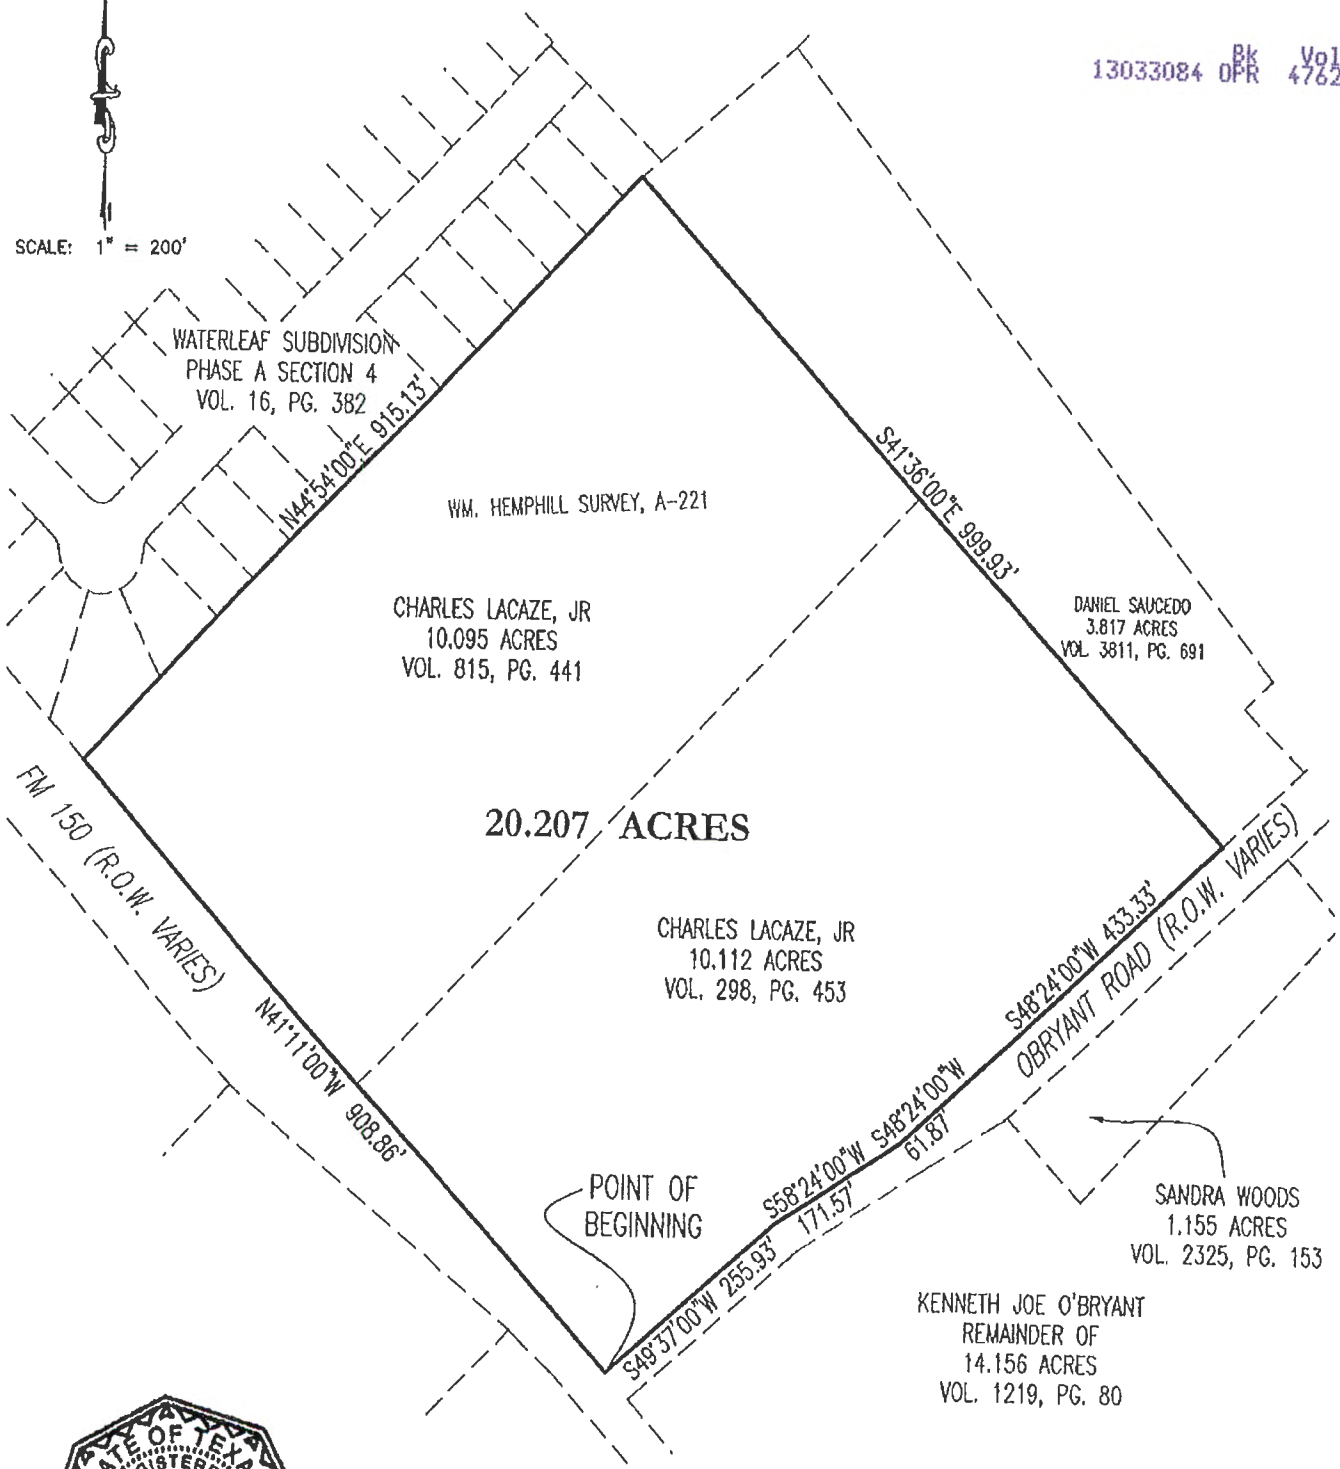 Bk Vol
13033084 OPR 4762
SCALE: 1" = 200'
WATERLEAF SUBDIVISION
PHASE A SECTION 4
VOL. 16, PG. 382
N44°54'00"E 915.13'
S41°36'00"E 999.93'
WM. HEMPHILL SURVEY, A-221
CHARLES LACAZE, JR
10.095 ACRES
VOL. 815, PG. 441
DANIEL SAUCEDO
3.817 ACRES
VOL 3811, PG. 691
FM 150 (R.O.W. VARIES)
20.207 ACRES
CHARLES LACAZE, JR
10.112 ACRES
VOL. 298, PG. 453
N41°11'00"W 908.86'
S48°24'00"W 433.33'
OBRYANT ROAD (R.O.W. VARIES)
S48°24'00"W
61.87'
S58°24'00"W
171.57'
S49°37'00"W 255.93'
POINT OF
BEGINNING
SANDRA WOODS
1.155 ACRES
VOL. 2325, PG. 153
KENNETH JOE O'BRYANT
REMAINDER OF
14.156 ACRES
VOL. 1219, PG. 80
OF TEXA